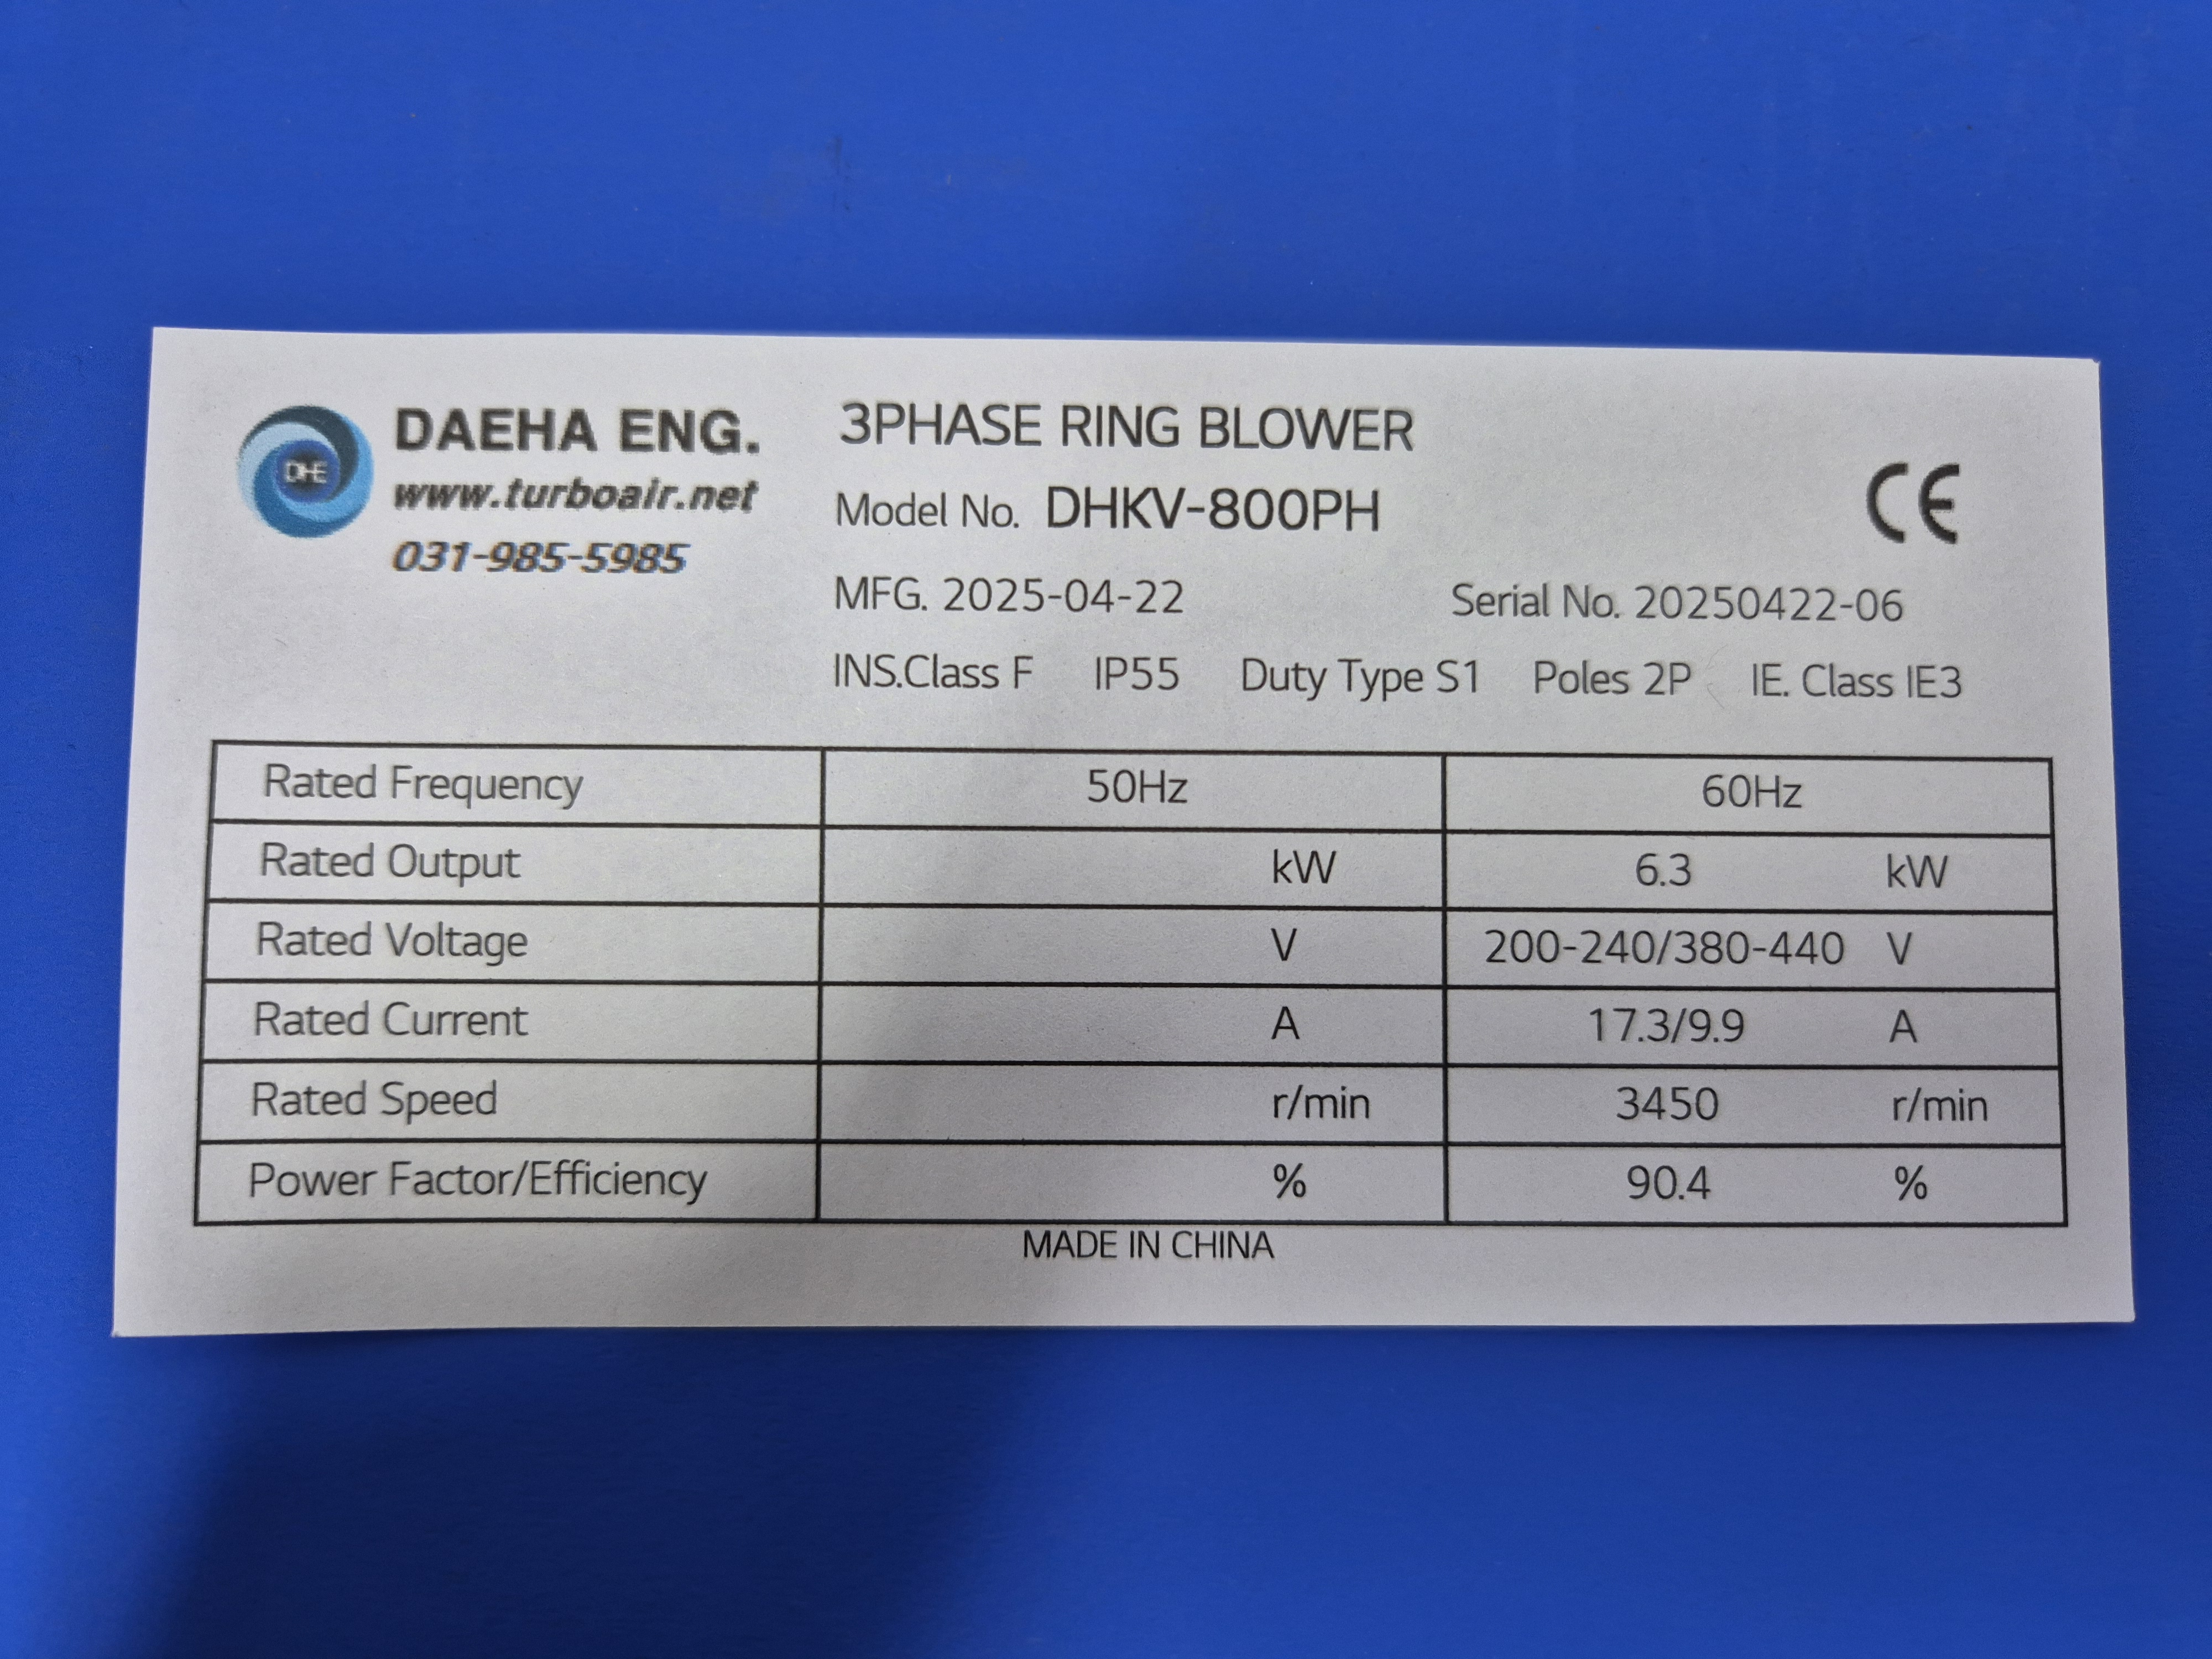 DHE
DAEHA ENG.
www.turboair.net
031-985-5985
3PHASE RING BLOWER
Model No. DHKV-800PH
CE
MFG. 2025-04-22 Serial No. 20250422-06
INS.Class F IP55 Duty Type S1 Poles 2P IE. Class IE3
Rated Frequency 50Hz 60Hz
Rated Output kW 6.3 kW
Rated Voltage V 200-240/380-440 V
Rated Current A 17.3/9.9 A
Rated Speed r/min 3450 r/min
Power Factor/Efficiency % 90.4 %
MADE IN CHINA